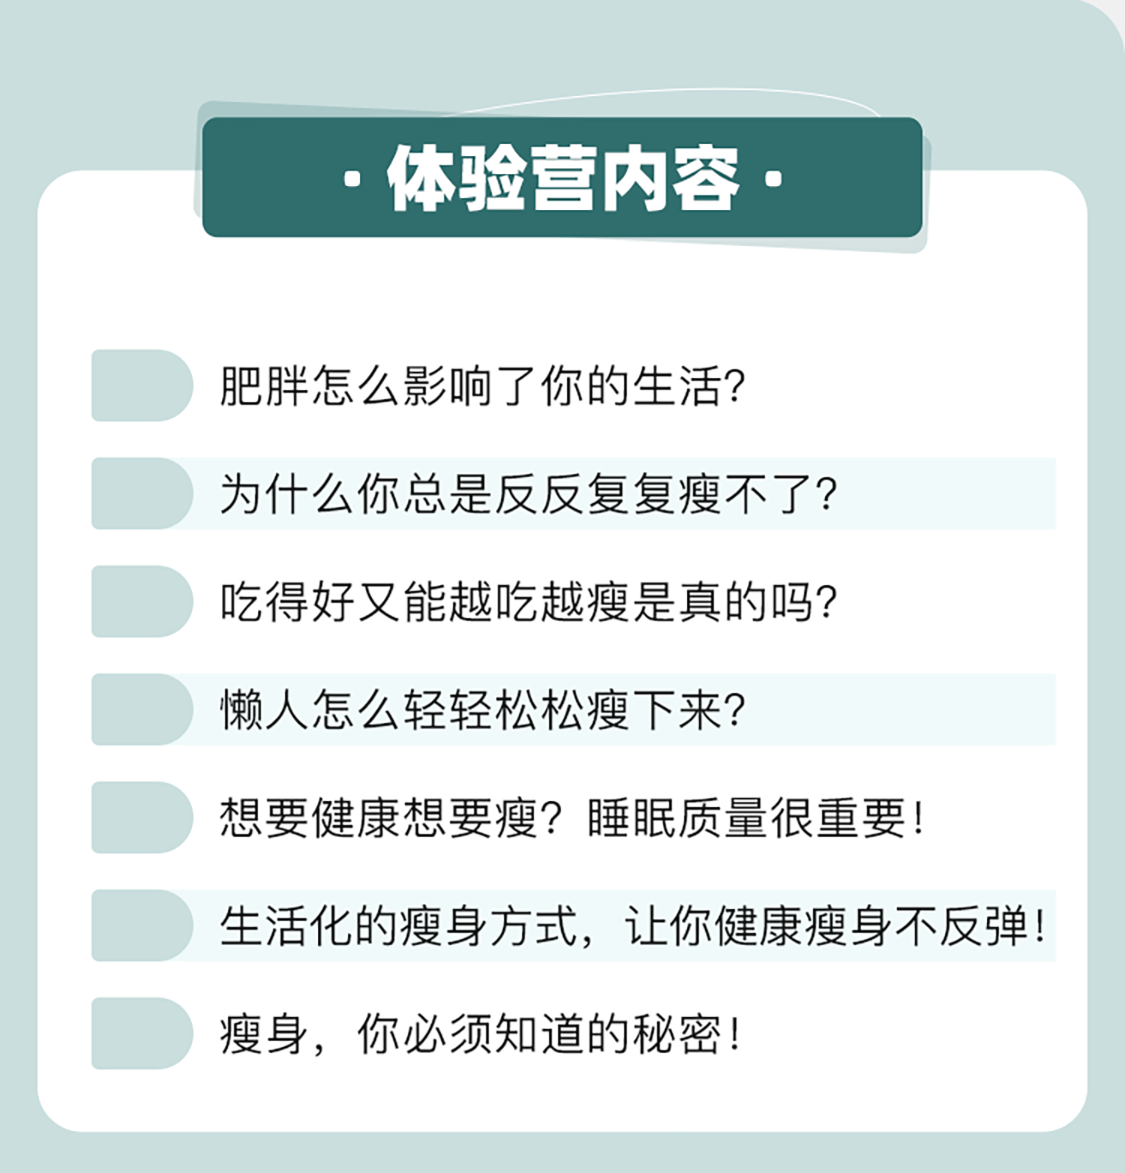 ·体验营内容·
肥胖怎么影响了你的生活？
为什么你总是反反复复瘦不了？
吃得好又能越吃越瘦是真的吗？
懒人怎么轻轻松松瘦下来？
想要健康想要瘦？睡眠质量很重要！
生活化的瘦身方式，让你健康瘦身不反弹！
瘦身，你必须知道的秘密！